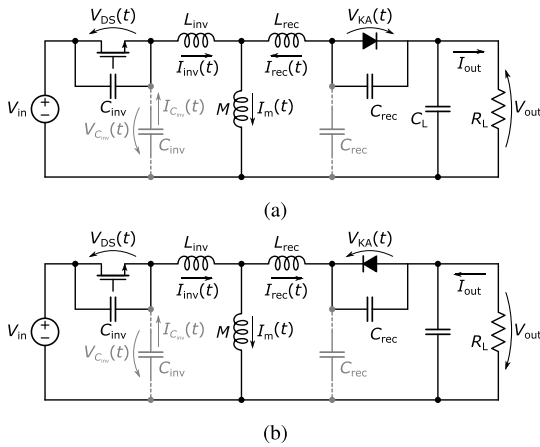 V_DS(t) L_inv L_rec V_KA(t)
I_inv(t) I_rec(t) I_out
V_in C_inv I_C_inv(t) M I_m(t) C_rec C_L R_L V_out
V_C_inv(t) C_inv C_rec
(a)
V_DS(t) L_inv L_rec V_KA(t)
I_inv(t) I_rec(t) I_out
V_in C_inv I_C_inv(t) M I_m(t) C_rec R_L V_out
V_C_inv(t) C_inv C_rec
(b)